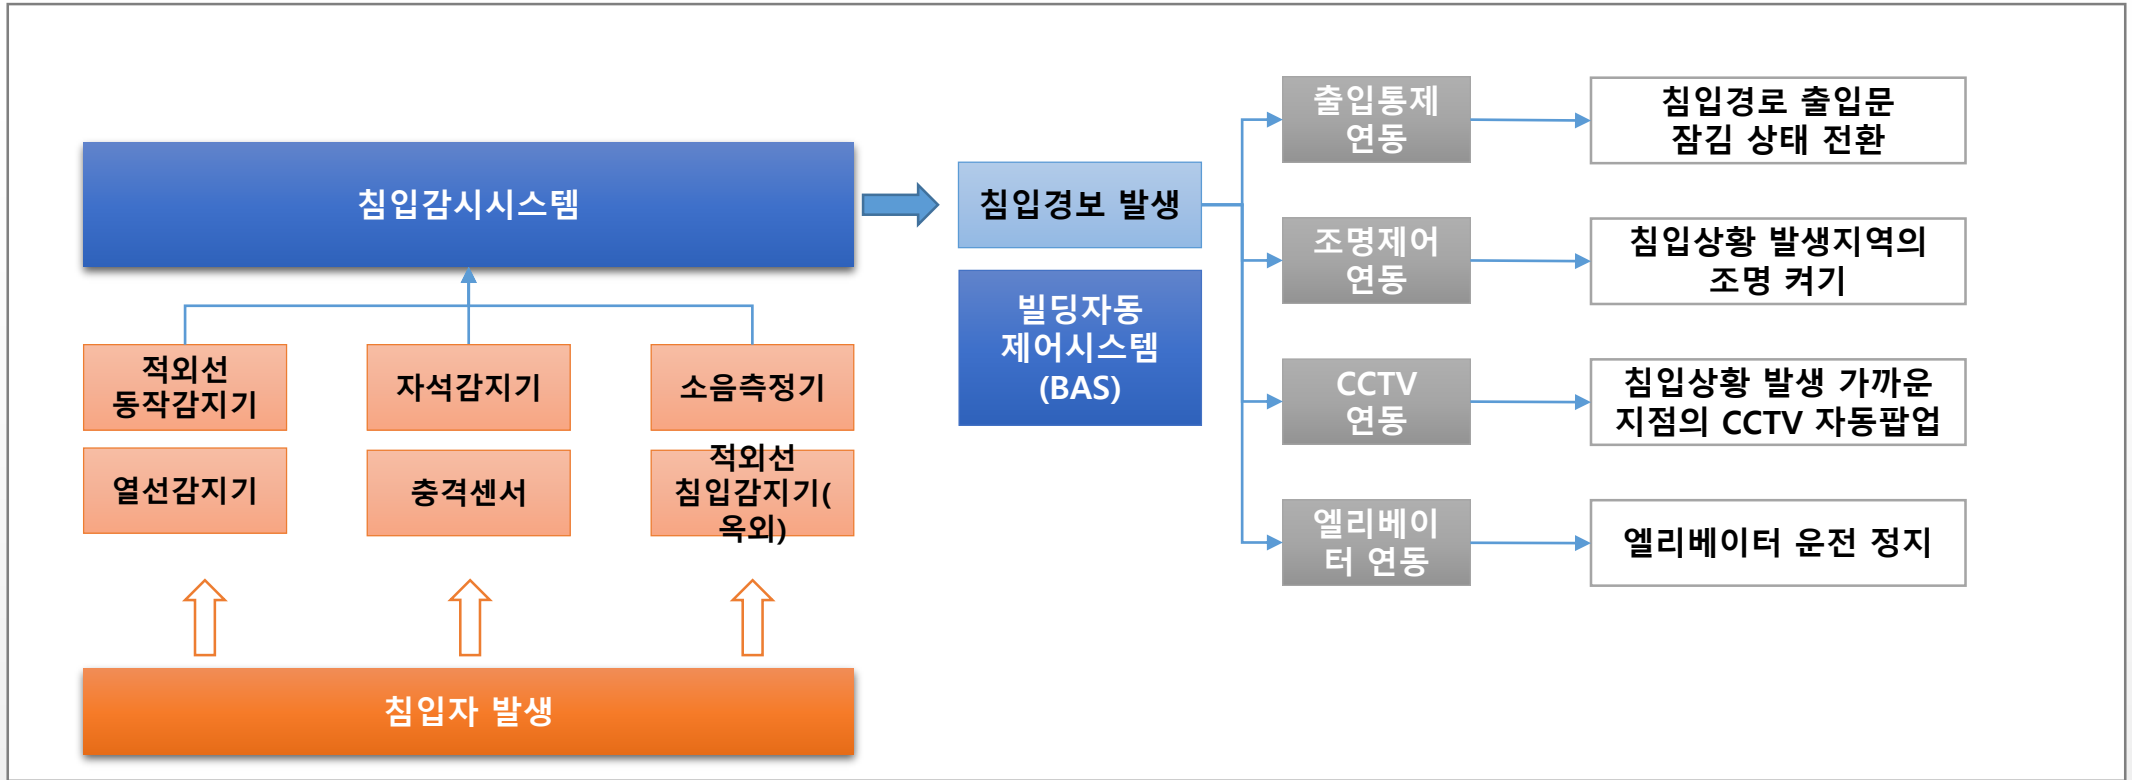 침입감시시스템
적외선
동작감지기
자석감지기
소음측정기
열선감지기
충격센서
적외선
침입감지기(
옥외)
침입자 발생
침입경보 발생
빌딩자동
제어시스템
(BAS)
출입통제
연동
침입경로 출입문
잠김 상태 전환
조명제어
연동
침입상황 발생지역의
조명 켜기
CCTV
연동
침입상황 발생 가까운
지점의 CCTV 자동팝업
엘리베이
터 연동
엘리베이터 운전 정지